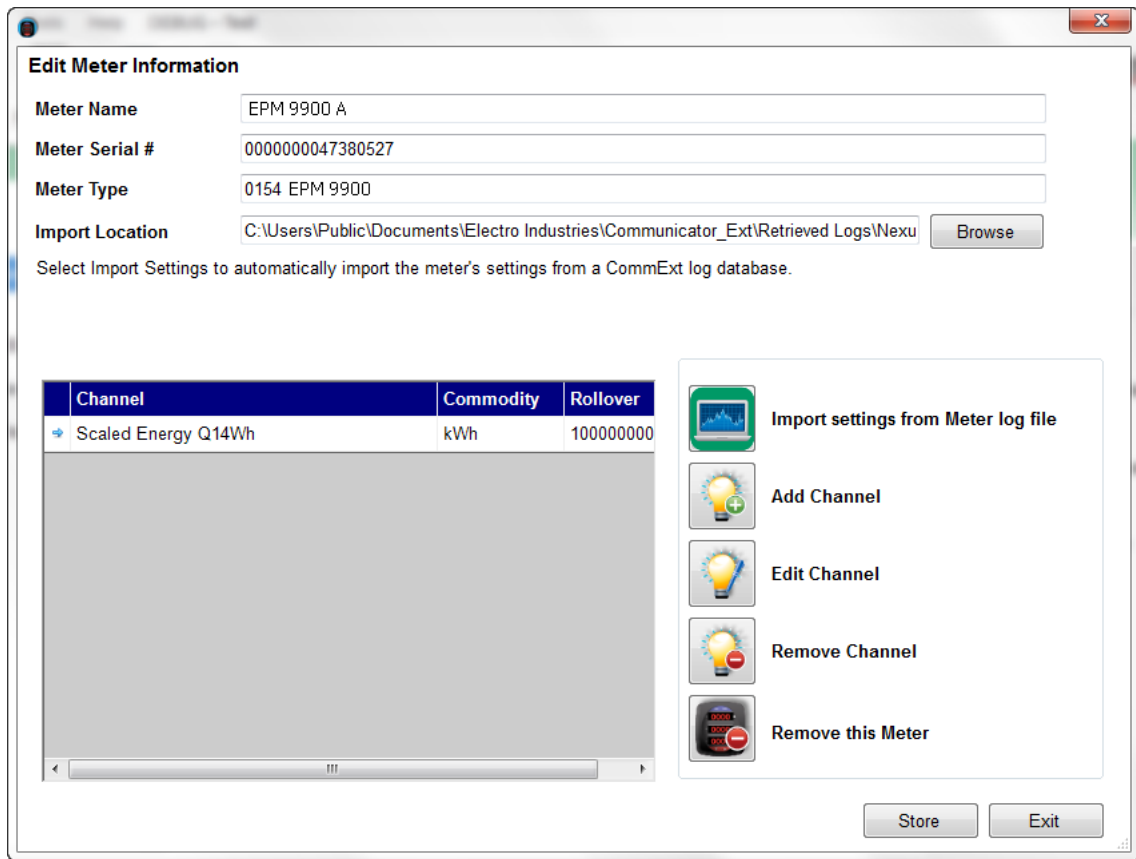 Edit Meter Information
Meter Name EPM 9900 A
Meter Serial # 0000000047380527
Meter Type 0154 EPM 9900
Import Location C:\Users\Public\Documents\Electro Industries\Communicator_Ext\Retrieved Logs\Nexu Browse
Select Import Settings to automatically import the meter's settings from a CommExt log database.
Channel Commodity Rollover
Scaled Energy Q14Wh kWh 100000000
Import settings from Meter log file
Add Channel
Edit Channel
Remove Channel
Remove this Meter
Store Exit